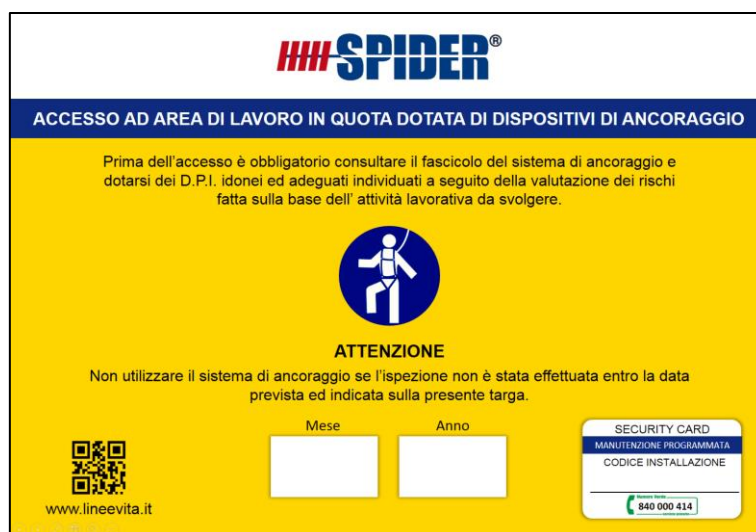 SPIDER®
ACCESSO AD AREA DI LAVORO IN QUOTA DOTATA DI DISPOSITIVI DI ANCORAGGIO
Prima dell'accesso è obbligatorio consultare il fascicolo del sistema di ancoraggio e
dotarsi dei D.P.I. idonei ed adeguati individuati a seguito della valutazione dei rischi
fatta sulla base dell' attività lavorativa da svolgere.
ATTENZIONE
Non utilizzare il sistema di ancoraggio se l'ispezione non è stata effettuata entro la data
prevista ed indicata sulla presente targa.
Mese
Anno
www.lineevita.it
SECURITY CARD
MANUTENZIONE PROGRAMMATA
CODICE INSTALLAZIONE
Numero Verde
840 000 414